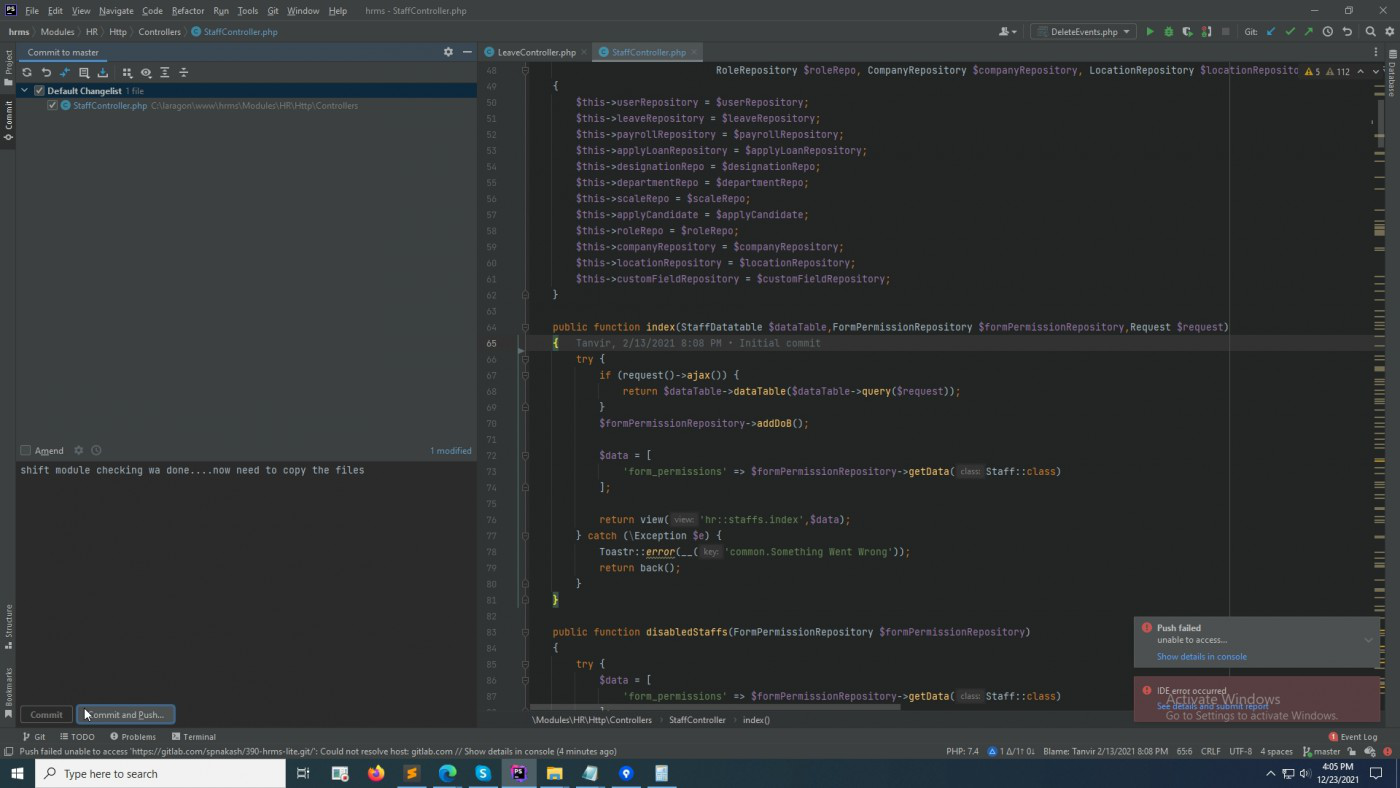 File Edit View Navigate Code Refactor Run Tools Git Window Help hrms - StaffController.php
hrms Modules HR Http Controllers StaffController.php
DeleteEvents.php
Git:
Project
Commit
Structure
Bookmarks
Database
Commit to master
Default Changelist 1 file
StaffController.php C:\laragon\www\hrms\Modules\HR\Http\Controllers
Amend
1 modified
shift module checking wa done....now need to copy the files
Commit
Commit and Push...
LeaveController.php
StaffController.php
5 112
48 RoleRepository $roleRepo, CompanyRepository $companyRepository, LocationRepository $locationReposito
49 {
50 $this->userRepository = $userRepository;
51 $this->leaveRepository = $leaveRepository;
52 $this->payrollRepository = $payrollRepository;
53 $this->applyLoanRepository = $applyLoanRepository;
54 $this->designationRepo = $designationRepo;
55 $this->departmentRepo = $departmentRepo;
56 $this->scaleRepo = $scaleRepo;
57 $this->applyCandidate = $applyCandidate;
58 $this->roleRepo = $roleRepo;
59 $this->companyRepository = $companyRepository;
60 $this->locationRepository = $locationRepository;
61 $this->customFieldRepository = $customFieldRepository;
62 }
63
64 public function index(StaffDatatable $dataTable,FormPermissionRepository $formPermissionRepository,Request $request)
65 { Tanvir, 2/13/2021 8:08 PM • Initial commit
66 try {
67 if (request()->ajax()) {
68 return $dataTable->dataTable($dataTable->query($request));
69 }
70 $formPermissionRepository->addDoB();
71
72 $data = [
73 'form_permissions' => $formPermissionRepository->getData( class: Staff::class)
74 ];
75
76 return view( view: 'hr::staffs.index',$data);
77 } catch (\Exception $e) {
78 Toastr::error(__( key: 'common.Something Went Wrong'));
79 return back();
80 }
81 }
82
83 public function disabledStaffs(FormPermissionRepository $formPermissionRepository)
84 {
85 try {
86 $data = [
87 'form_permissions' => $formPermissionRepository->getData( class: Staff::class)
Push failed
unable to access...
Show details in console
IDE error occurred
See details and submit report
Activate Windows
Go to Settings to activate Windows.
\Modules\HR\Http\Controllers StaffController index()
Git TODO Problems Terminal
1 Event Log
Push failed unable to access 'https://gitlab.com/spnakash/390-hrms-lite.git/': Could not resolve host: gitlab.com // Show details in console (4 minutes ago)
PHP: 7.4 1 Δ/1↑ 0↓ Blame: Tanvir 2/13/2021 8:08 PM 65:6 CRLF UTF-8 4 spaces master
Type here to search
4:05 PM
12/23/2021